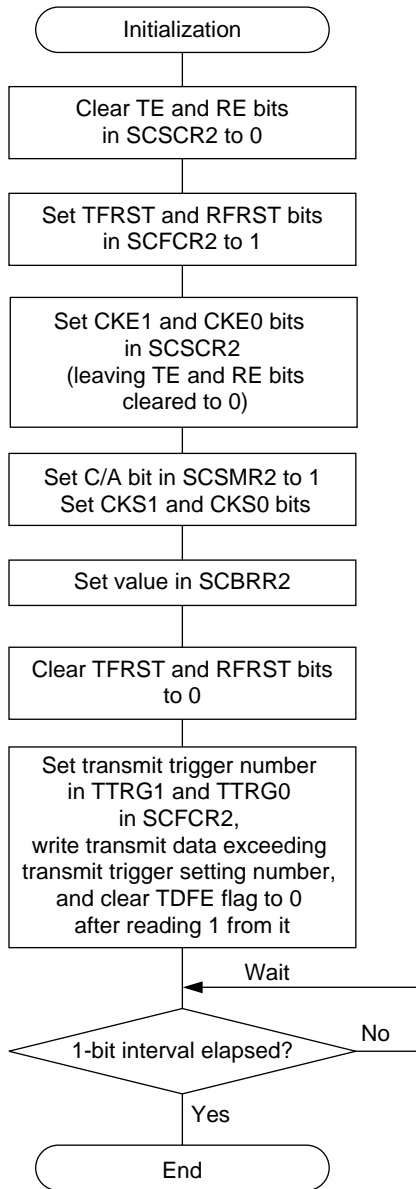 Initialization
Clear TE and RE bits
in SCSCR2 to 0
Set TFRST and RFRST bits
in SCFCR2 to 1
Set CKE1 and CKE0 bits
in SCSCR2
(leaving TE and RE bits
cleared to 0)
Set C/A bit in SCSMR2 to 1
Set CKS1 and CKS0 bits
Set value in SCBRR2
Clear TFRST and RFRST bits
to 0
Set transmit trigger number
in TTRG1 and TTRG0
in SCFCR2,
write transmit data exceeding
transmit trigger setting number,
and clear TDFE flag to 0
after reading 1 from it
Wait
1-bit interval elapsed?
No
Yes
End